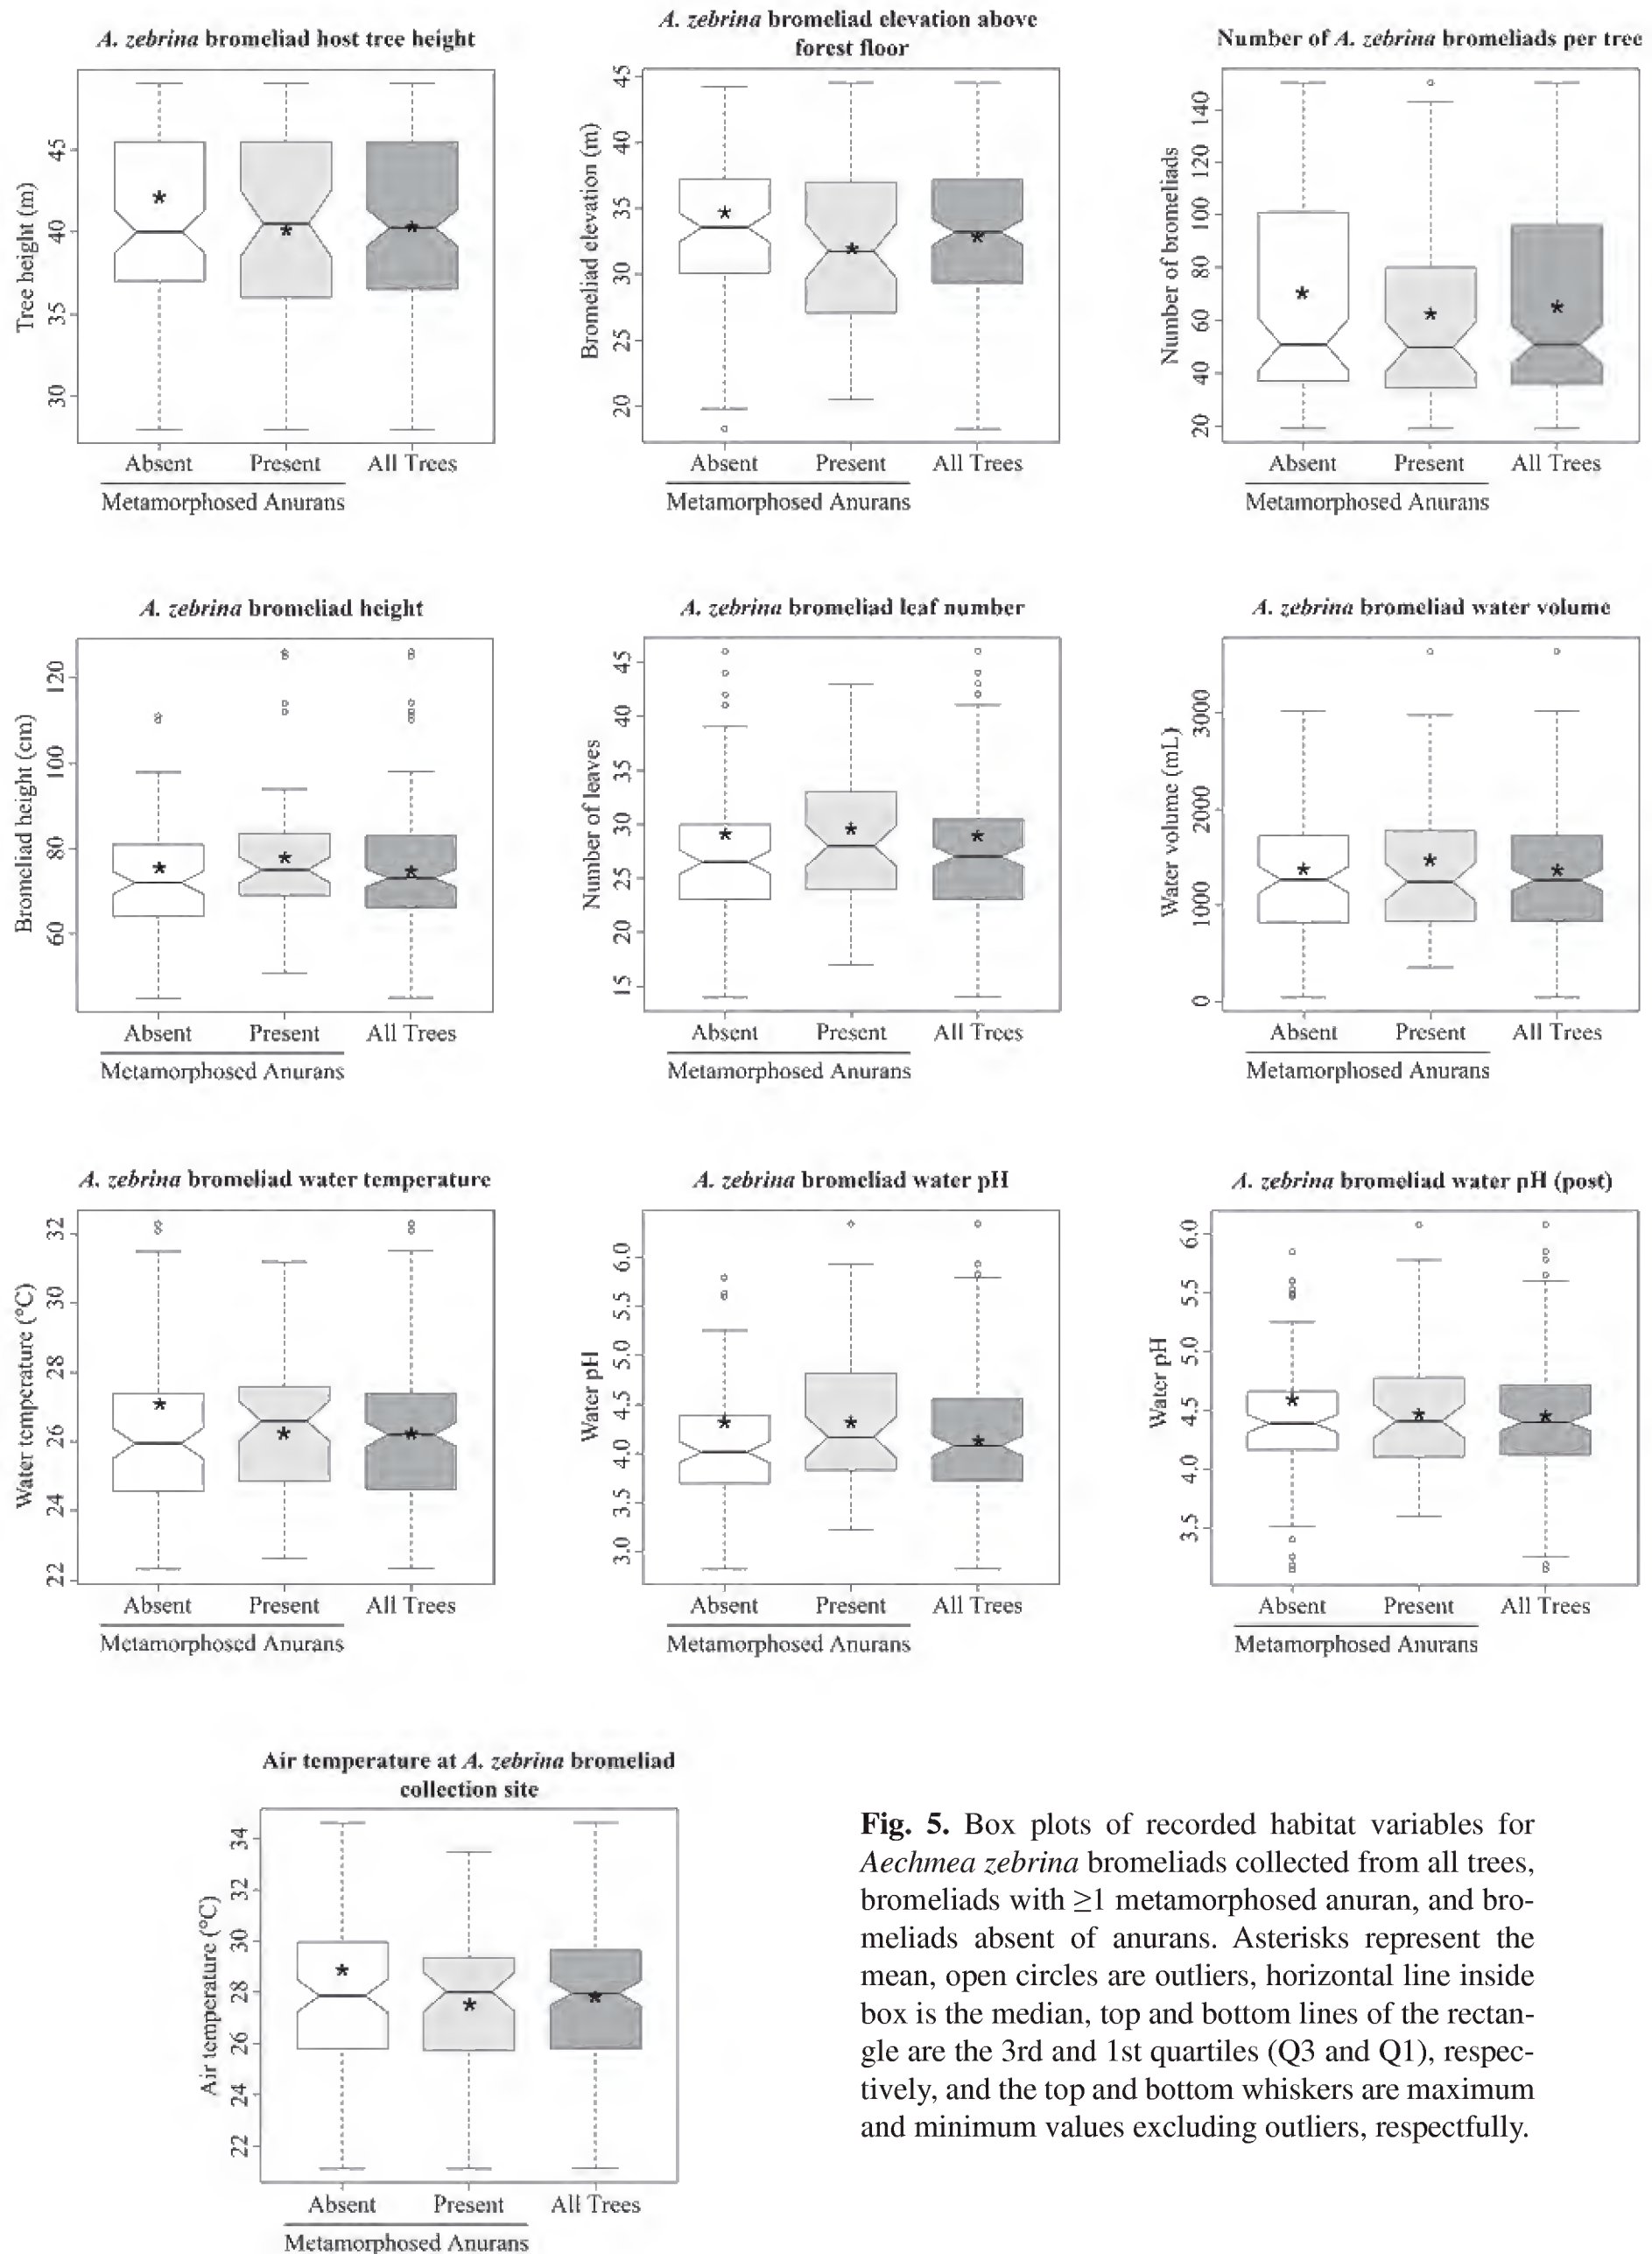 A. zebrina bromeliad host tree height
Tree height (m)
45
40
35
30
Absent Present All Trees
Metamorphosed Anurans
A. zebrina bromeliad elevation above
forest floor
Bromeliad elevation (m)
45
40
35
30
25
20
Absent Present All Trees
Metamorphosed Anurans
Number of A. zebrina bromeliads per tree
Number of bromeliads
140
120
100
80
60
40
20
Absent Present All Trees
Metamorphosed Anurans
A. zebrina bromeliad height
Bromeliad height (cm)
120
100
80
60
Absent Present All Trees
Metamorphosed Anurans
A. zebrina bromeliad leaf number
Number of leaves
45
40
35
30
25
20
15
Absent Present All Trees
Metamorphosed Anurans
A. zebrina bromeliad water volume
Water volume (mL)
3000
2000
1000
0
Absent Present All Trees
Metamorphosed Anurans
A. zebrina bromeliad water temperature
Water temperature (°C)
32
30
28
26
24
22
Absent Present All Trees
Metamorphosed Anurans
A. zebrina bromeliad water pH
Water pH
6.0
5.5
5.0
4.5
4.0
3.5
3.0
Absent Present All Trees
Metamorphosed Anurans
A. zebrina bromeliad water pH (post)
Water pH
6.0
5.5
5.0
4.5
4.0
3.5
Absent Present All Trees
Metamorphosed Anurans
Air temperature at A. zebrina bromeliad
collection site
Air temperature (°C)
34
32
30
28
26
24
22
Absent Present All Trees
Metamorphosed Anurans
Fig. 5. Box plots of recorded habitat variables for
Aechmea zebrina bromeliads collected from all trees,
bromeliads with ≥1 metamorphosed anuran, and bro-
meliads absent of anurans. Asterisks represent the
mean, open circles are outliers, horizontal line inside
box is the median, top and bottom lines of the rectan-
gle are the 3rd and 1st quartiles (Q3 and Q1), respec-
tively, and the top and bottom whiskers are maximum
and minimum values excluding outliers, respectfully.